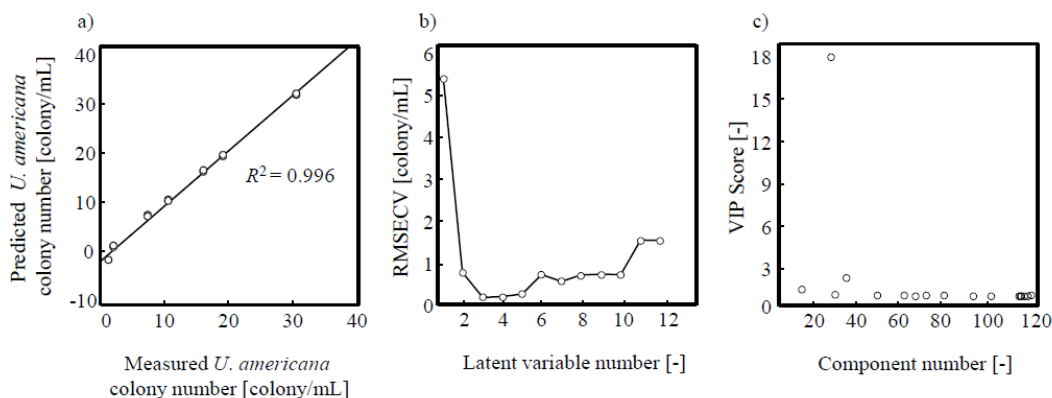 a)
Predicted U. americana
colony number [colony/mL]
40
30
20
10
0
-10
R² = 0.996
0 10 20 30 40
Measured U. americana
colony number [colony/mL]
b)
RMSECV [colony/mL]
6
5
4
3
2
1
0
2 4 6 8 10 12
Latent variable number [-]
c)
VIP Score [-]
18
15
12
9
6
3
0
20 40 60 80 100 120
Component number [-]